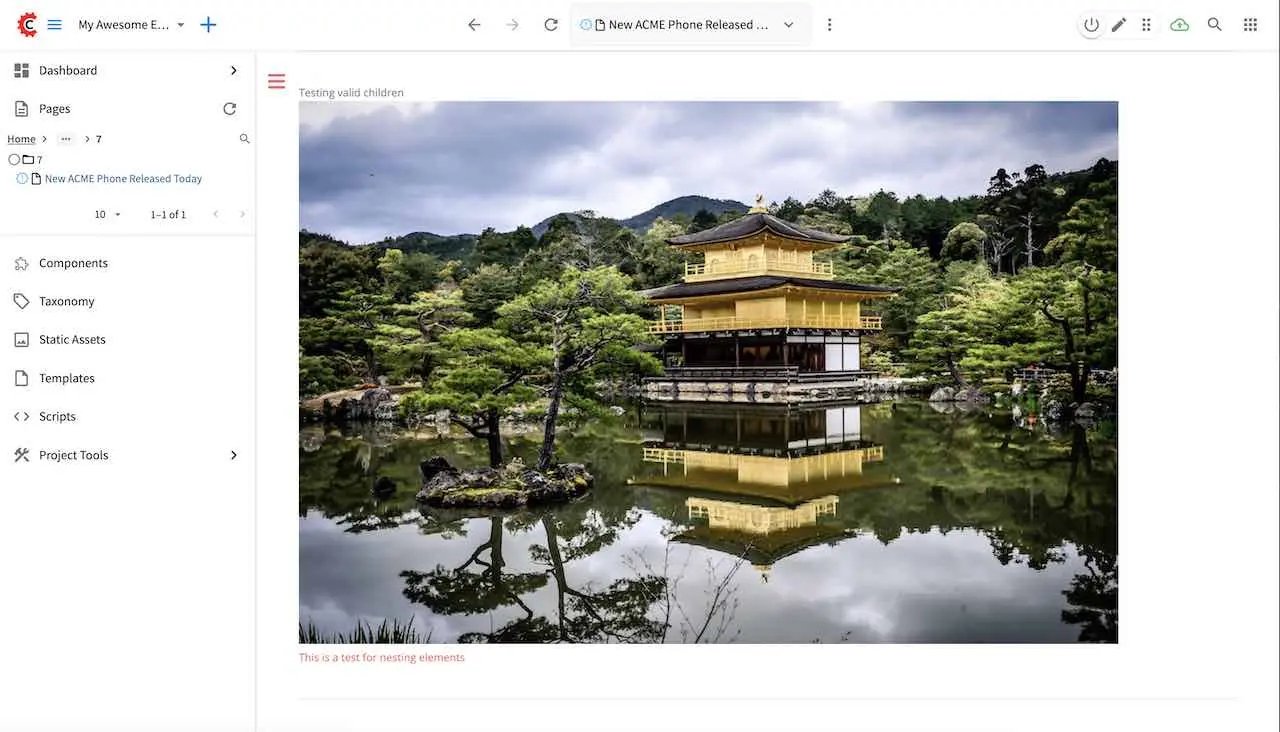 My Awesome E...
New ACME Phone Released ...
Dashboard
Pages
Home > ... > 7
7
New ACME Phone Released Today
10 1–1 of 1
Components
Taxonomy
Static Assets
Templates
Scripts
Project Tools
Testing valid children
This is a test for nesting elements